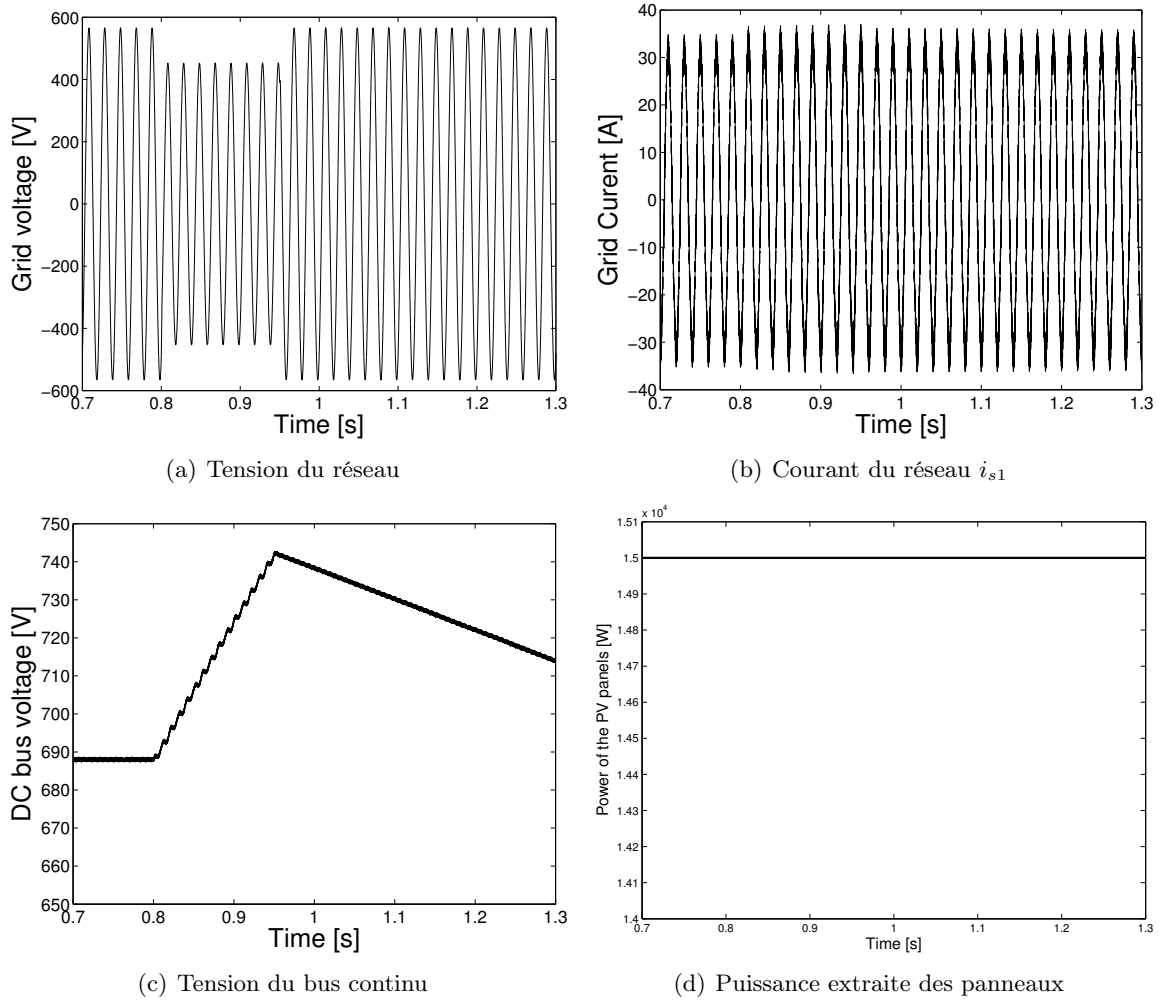 600
400
200
0
−200
−400
−600
0.7 0.8 0.9 1 1.1 1.2 1.3
Grid voltage [V]
Time [s]
(a) Tension du réseau
40
30
20
10
0
−10
−20
−30
−40
0.7 0.8 0.9 1 1.1 1.2 1.3
Grid Curent [A]
Time [s]
(b) Courant du réseau is1
750
740
730
720
710
700
690
680
670
660
650
0.7 0.8 0.9 1 1.1 1.2 1.3
DC bus voltage [V]
Time [s]
(c) Tension du bus continu
x 10⁴
1.51
1.5
1.49
1.48
1.47
1.46
1.45
1.44
1.43
1.42
1.41
1.4
0.7 0.8 0.9 1 1.1 1.2 1.3
Power of the PV panels [W]
Time [s]
(d) Puissance extraite des panneaux